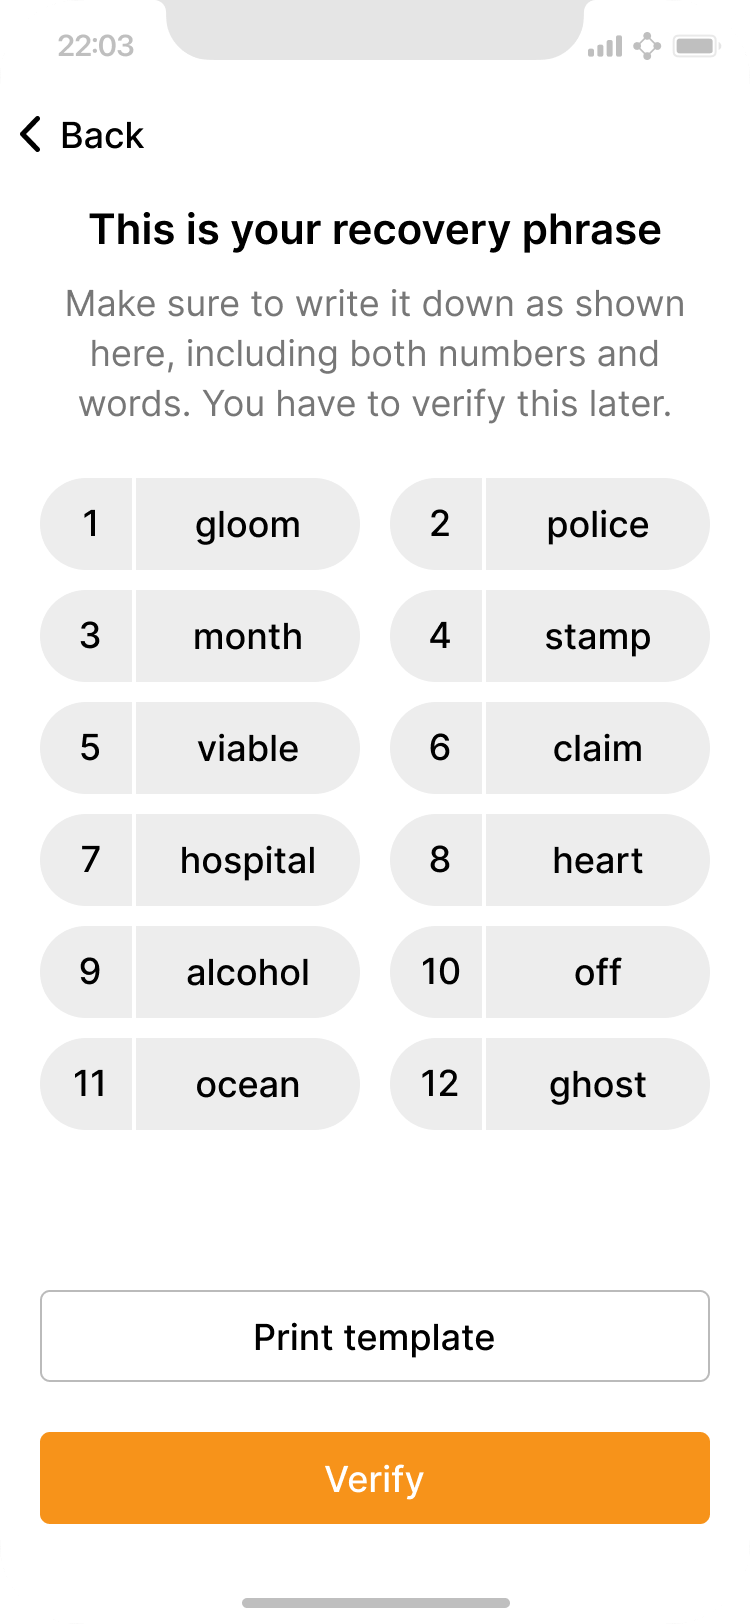 22:03
Back
This is your recovery phrase
Make sure to write it down as shown
here, including both numbers and
words. You have to verify this later.
1 gloom 2 police
3 month 4 stamp
5 viable 6 claim
7 hospital 8 heart
9 alcohol 10 off
11 ocean 12 ghost
Print template
Verify